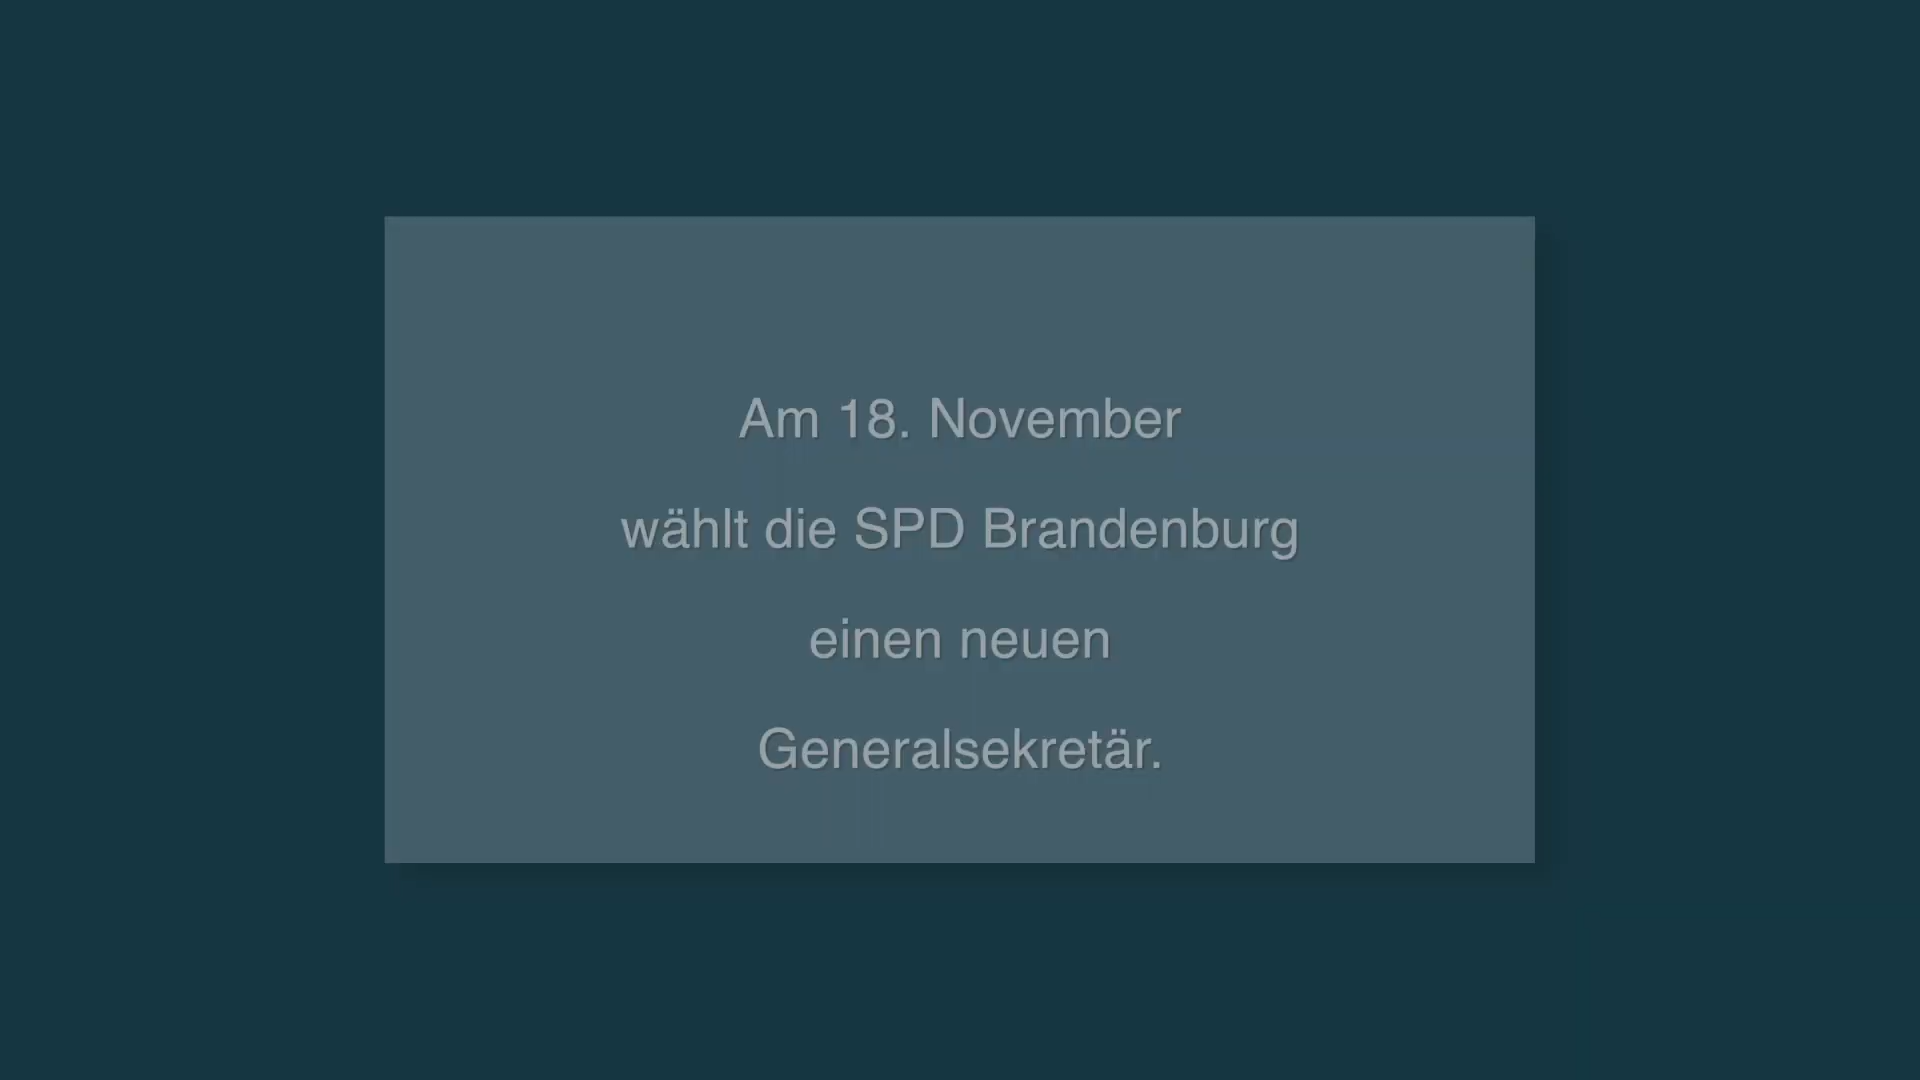 Am 18. November
wählt die SPD Brandenburg
einen neuen
Generalsekretär.